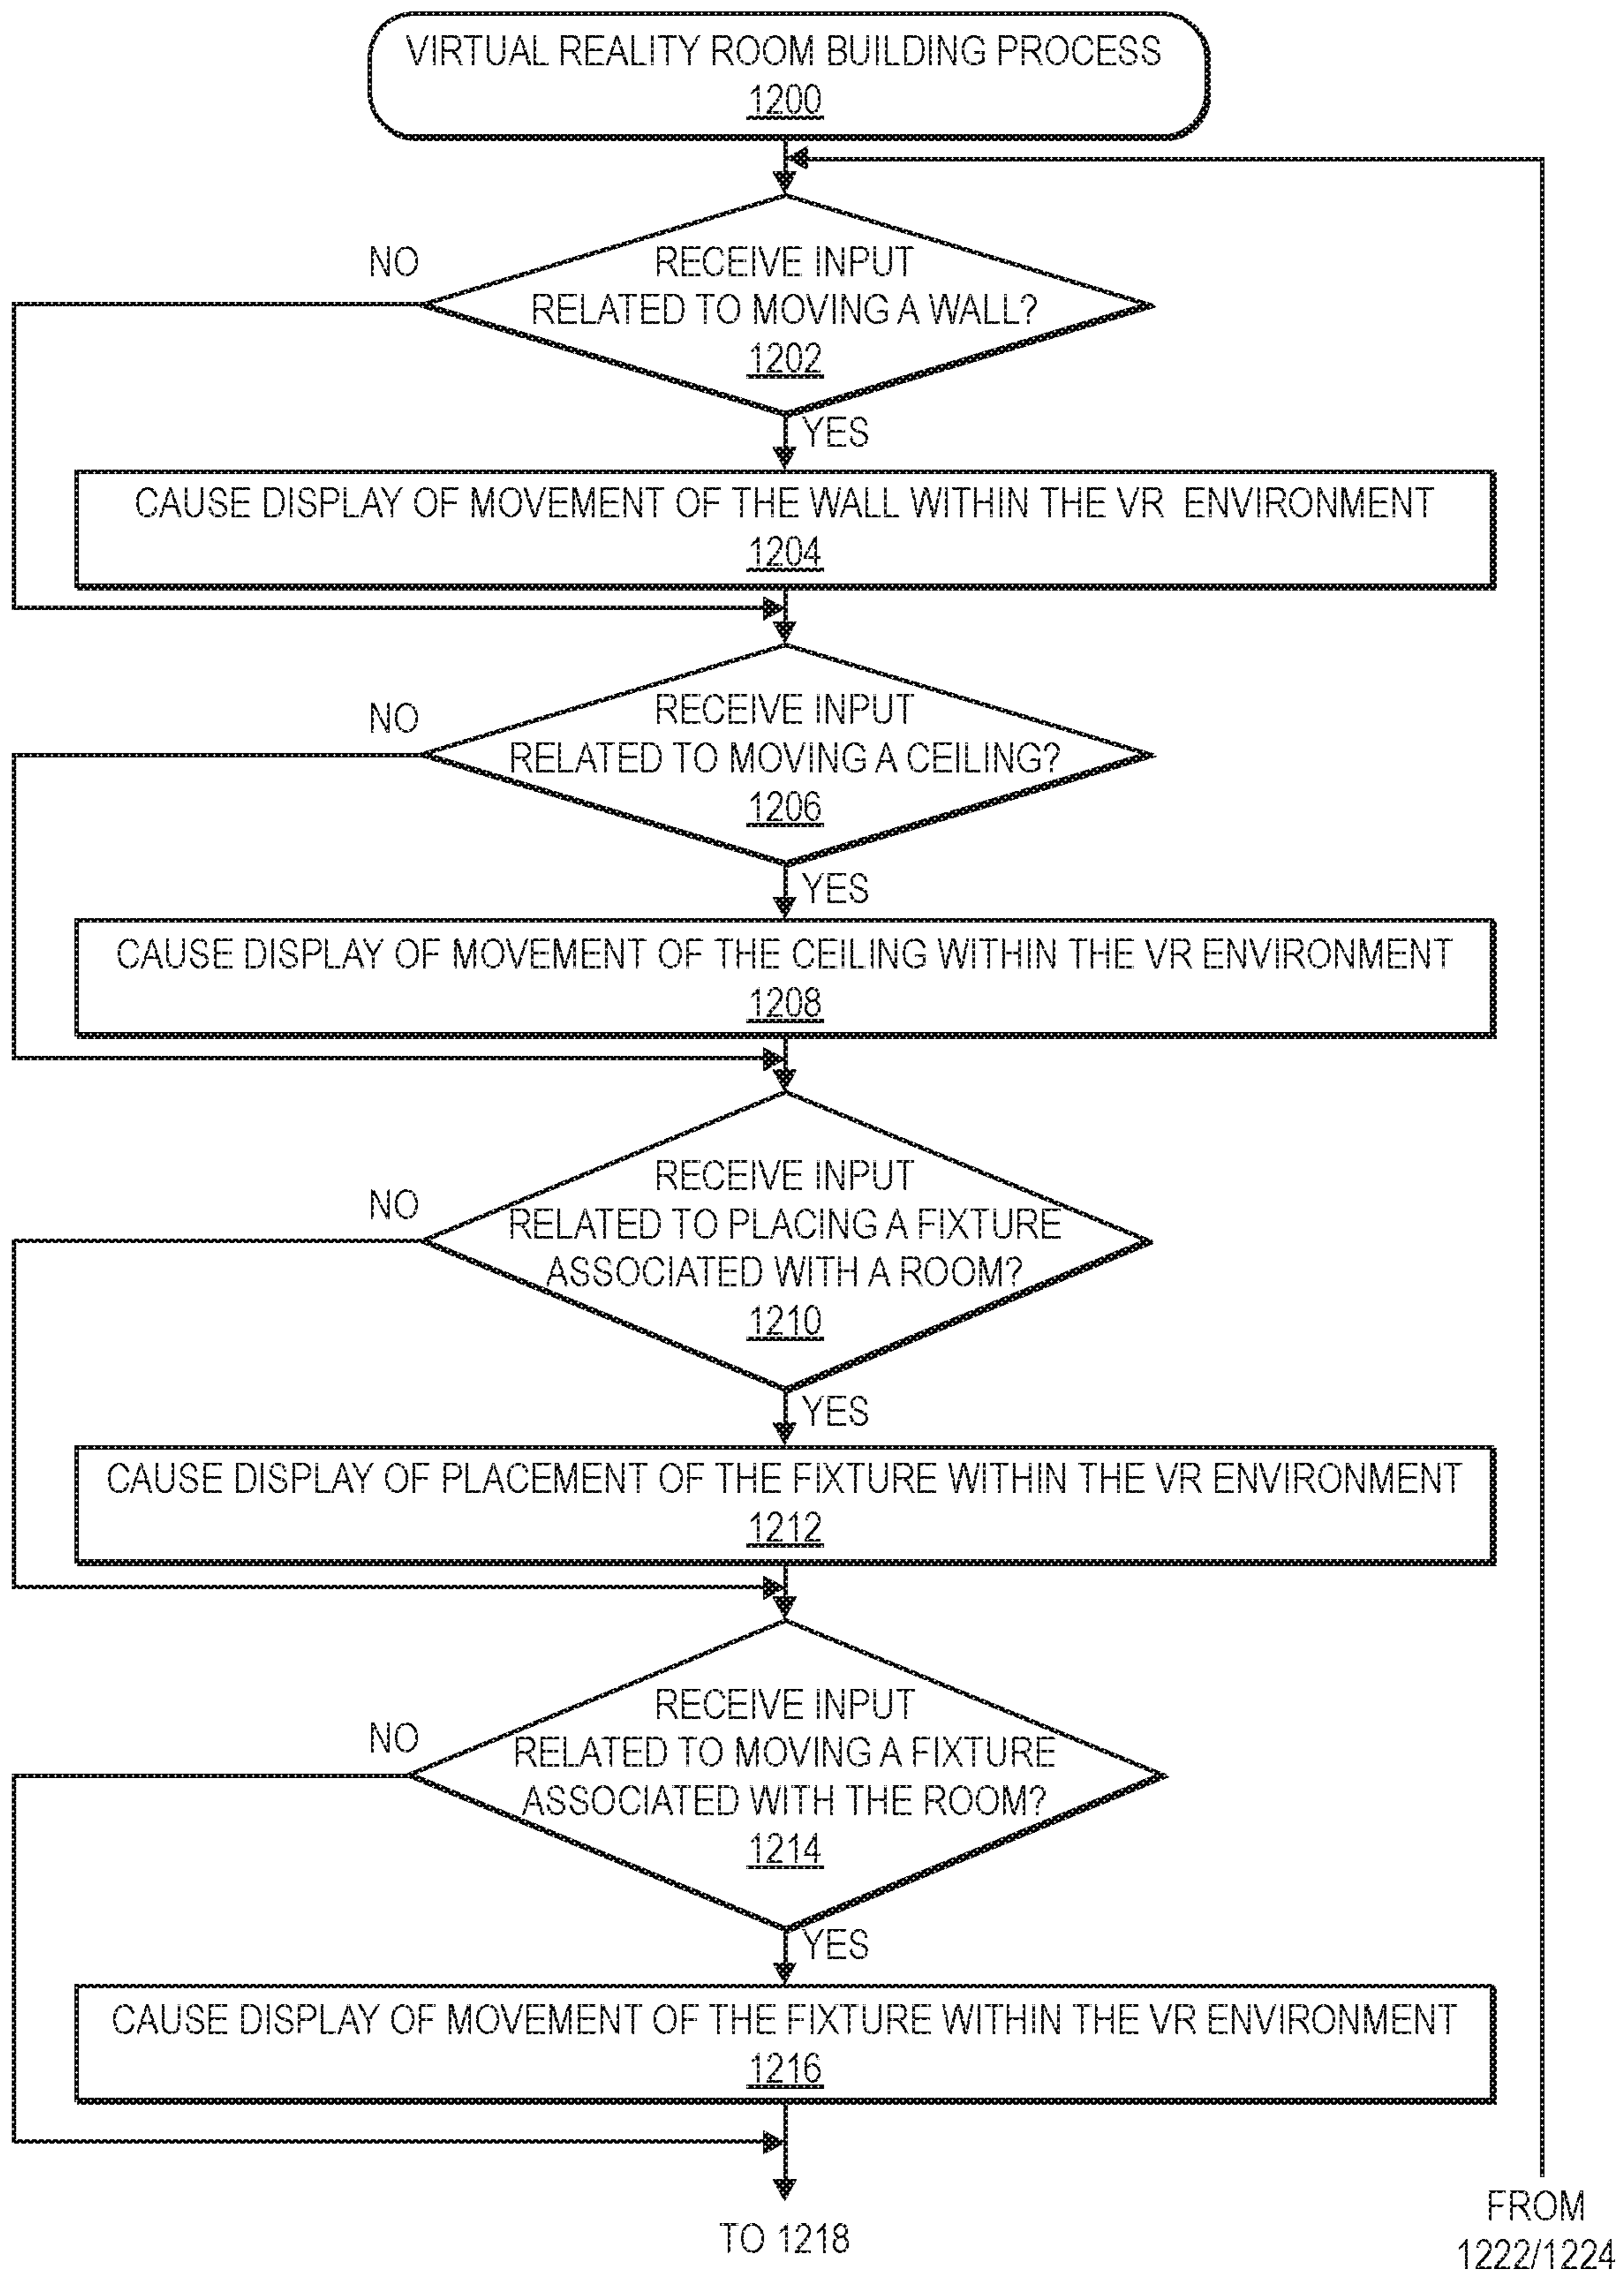 VIRTUAL REALITY ROOM BUILDING PROCESS
1200
NO
RECEIVE INPUT
RELATED TO MOVING A WALL?
1202
YES
CAUSE DISPLAY OF MOVEMENT OF THE WALL WITHIN THE VR ENVIRONMENT
1204
NO
RECEIVE INPUT
RELATED TO MOVING A CEILING?
1206
YES
CAUSE DISPLAY OF MOVEMENT OF THE CEILING WITHIN THE VR ENVIRONMENT
1208
NO
RECEIVE INPUT
RELATED TO PLACING A FIXTURE
ASSOCIATED WITH A ROOM?
1210
YES
CAUSE DISPLAY OF PLACEMENT OF THE FIXTURE WITHIN THE VR ENVIRONMENT
1212
NO
RECEIVE INPUT
RELATED TO MOVING A FIXTURE
ASSOCIATED WITH THE ROOM?
1214
YES
CAUSE DISPLAY OF MOVEMENT OF THE FIXTURE WITHIN THE VR ENVIRONMENT
1216
TO 1218
FROM
1222/1224